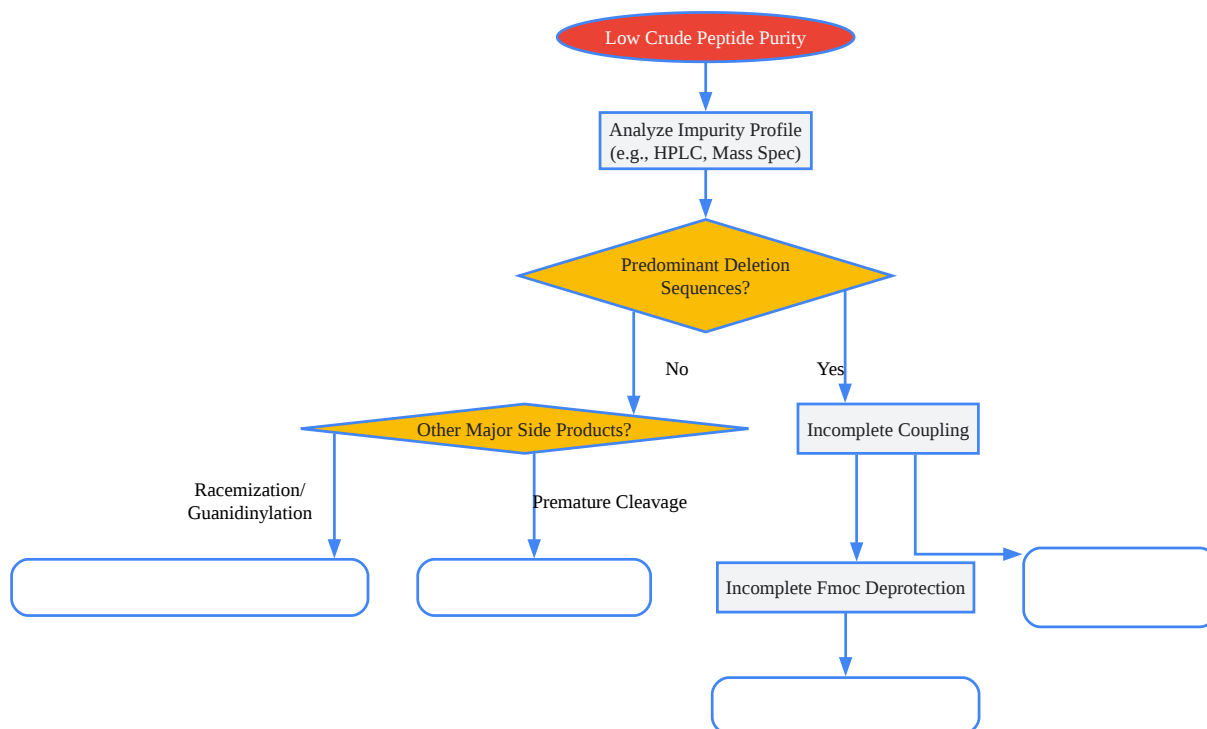 Low Crude Peptide Purity
Analyze Impurity Profile
(e.g., HPLC, Mass Spec)
Predominant Deletion
Sequences?
No
Yes
Other Major Side Products?
Incomplete Coupling
Racemization/
Guanidinylation
Premature Cleavage
Incomplete Fmoc Deprotection